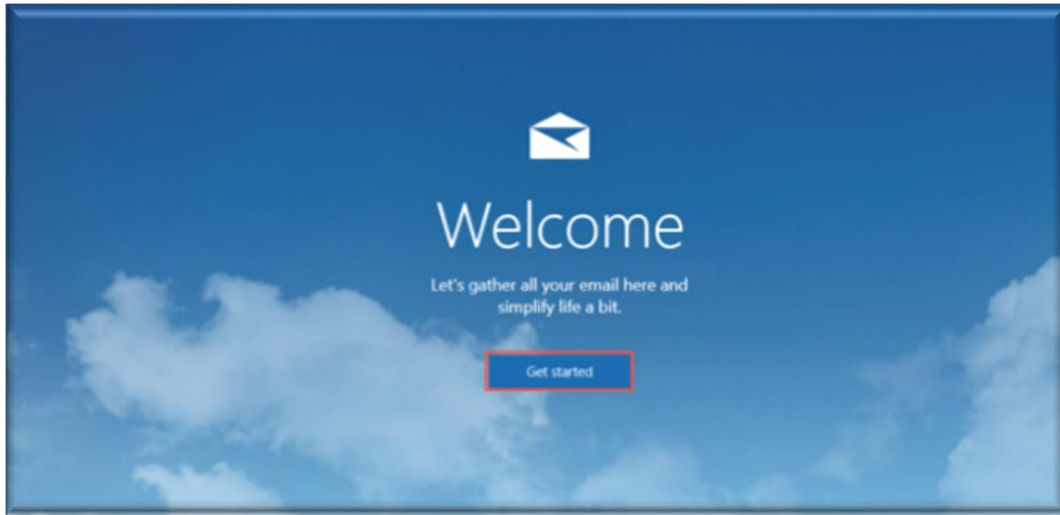 Welcome
Let's gather all your email here and
simplify life a bit.
Get started